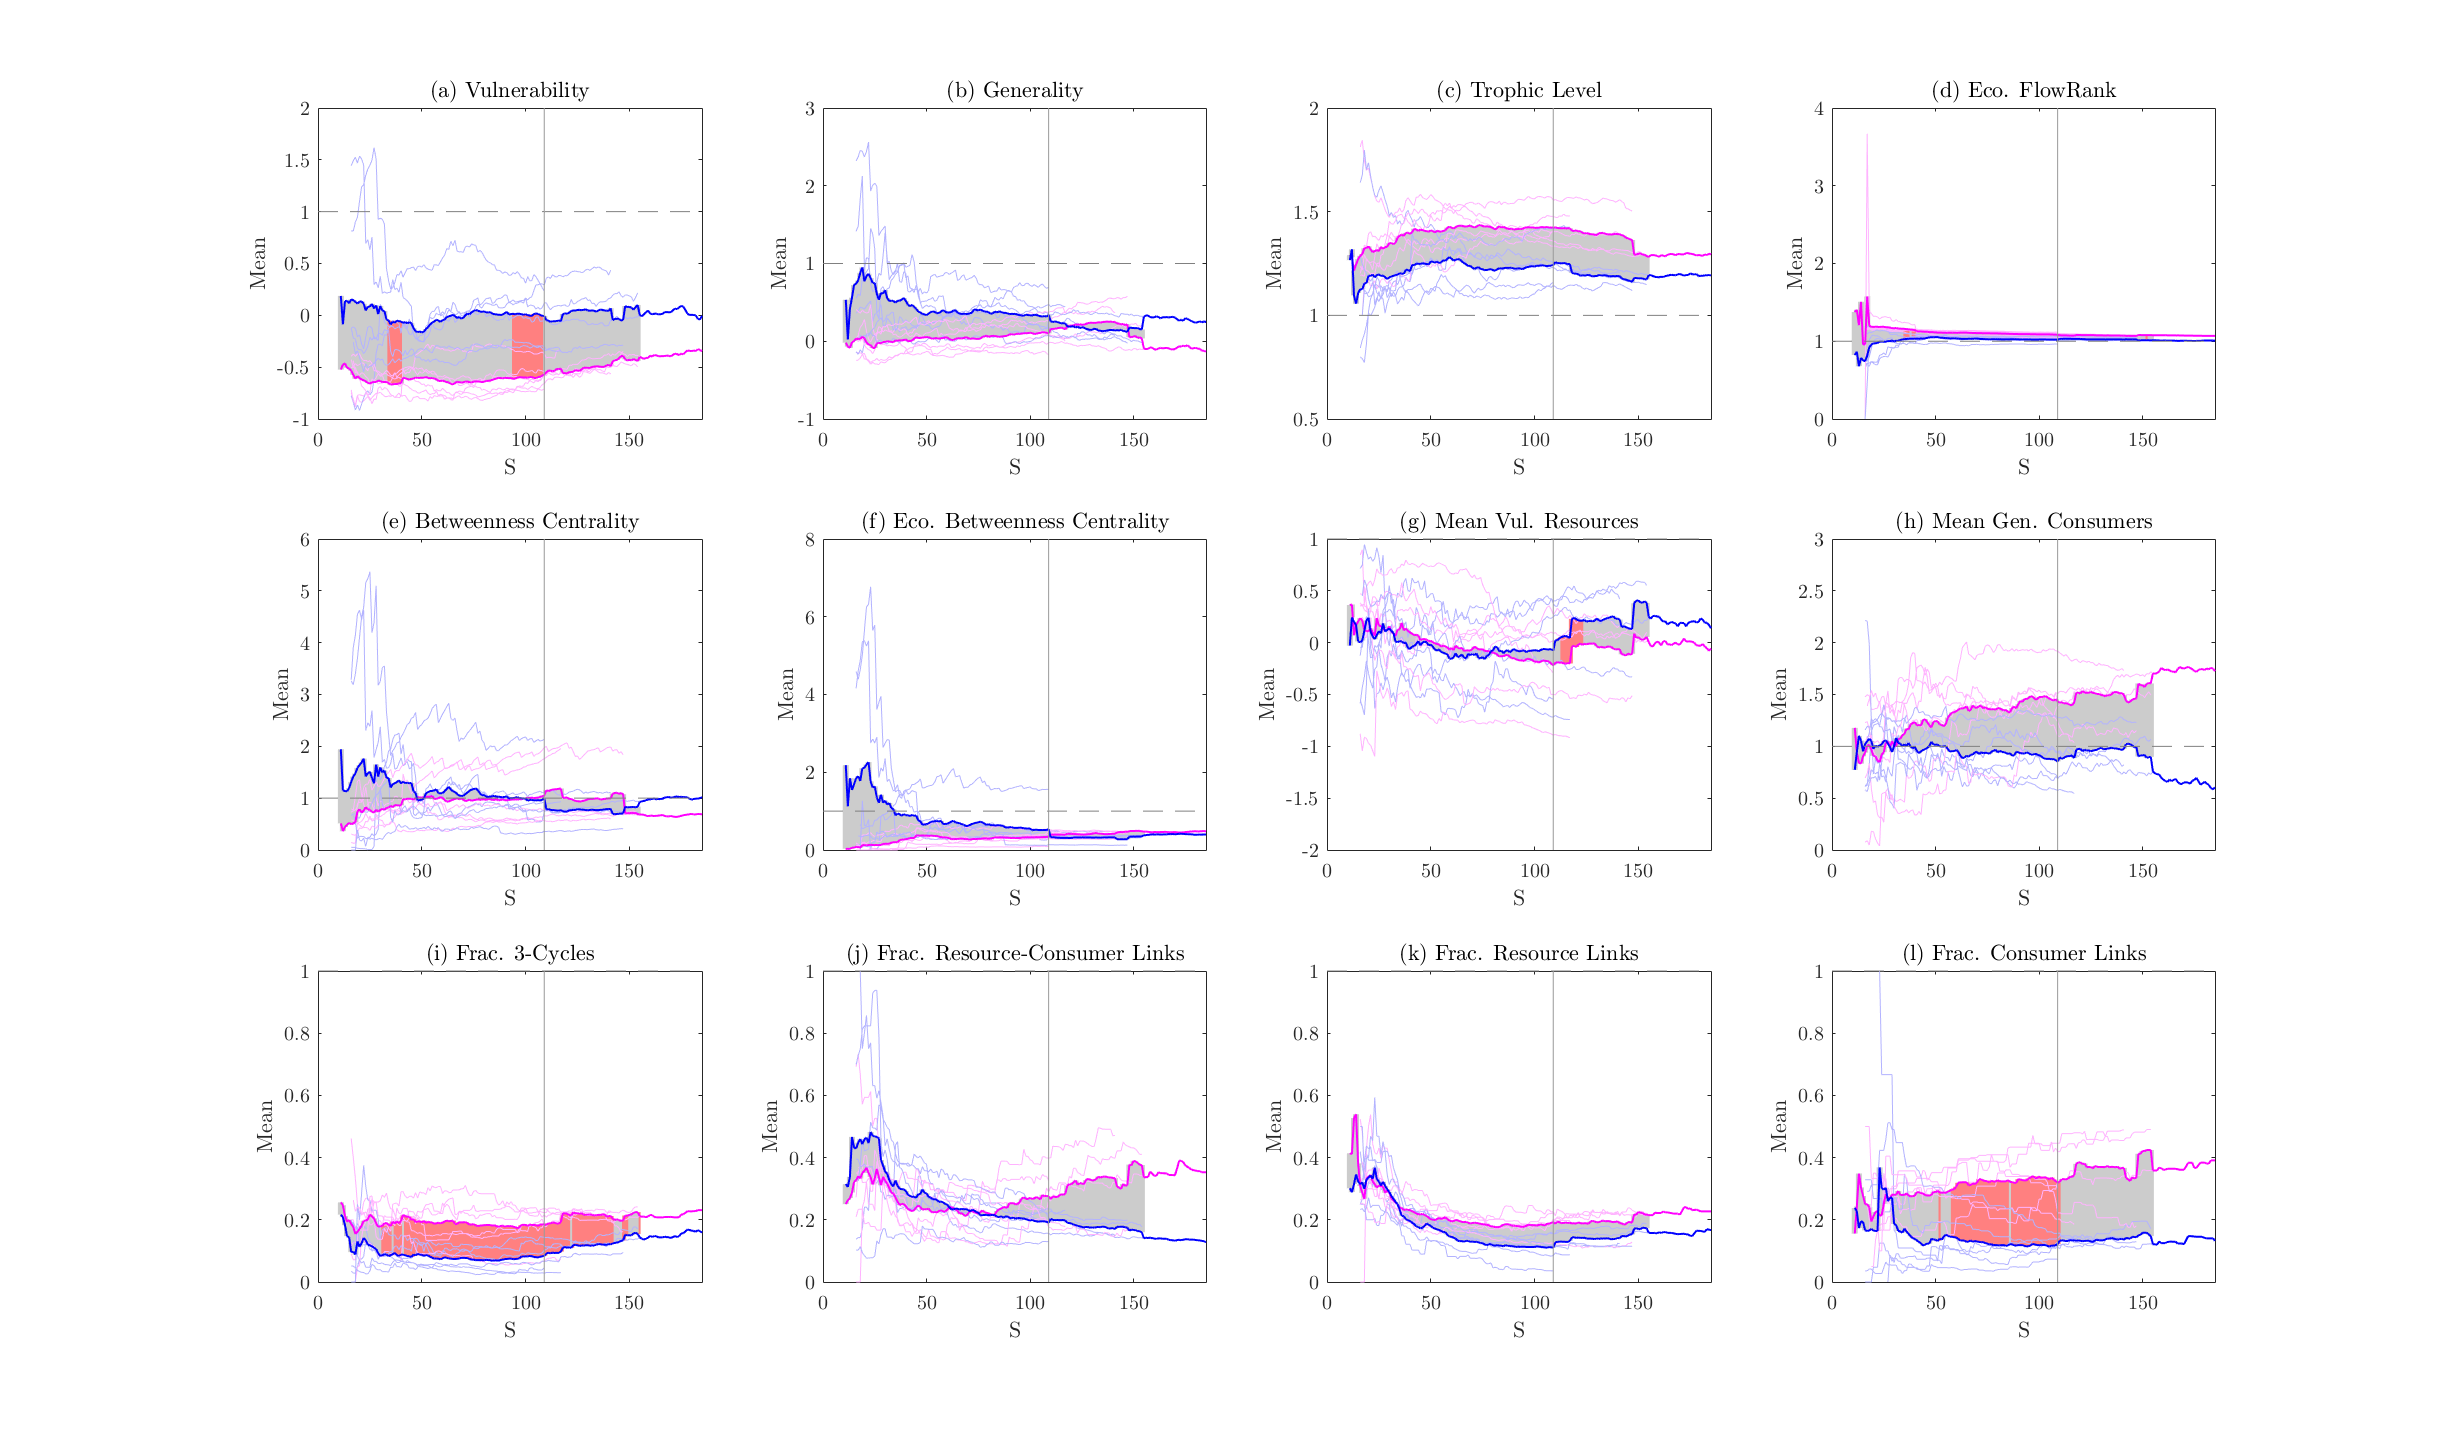 (a) Vulnerability
(b) Generality
(c) Trophic Level
(d) Eco. FlowRank
2
1.5
1
0.5
0
-0.5
-1
Mean
0 50 100 150
S
3
2
1
0
-1
Mean
0 50 100 150
S
2
1.5
1
0.5
Mean
0 50 100 150
S
4
3
2
1
0
Mean
0 50 100 150
S
(e) Betweenness Centrality
(f) Eco. Betweenness Centrality
(g) Mean Vul. Resources
(h) Mean Gen. Consumers
6
5
4
3
2
1
0
Mean
0 50 100 150
S
8
6
4
2
0
Mean
0 50 100 150
S
1
0.5
0
-0.5
-1
-1.5
-2
Mean
0 50 100 150
S
3
2.5
2
1.5
1
0.5
0
Mean
0 50 100 150
S
(i) Frac. 3-Cycles
(j) Frac. Resource-Consumer Links
(k) Frac. Resource Links
(l) Frac. Consumer Links
1
0.8
0.6
0.4
0.2
0
Mean
0 50 100 150
S
1
0.8
0.6
0.4
0.2
0
Mean
0 50 100 150
S
1
0.8
0.6
0.4
0.2
0
Mean
0 50 100 150
S
1
0.8
0.6
0.4
0.2
0
Mean
0 50 100 150
S